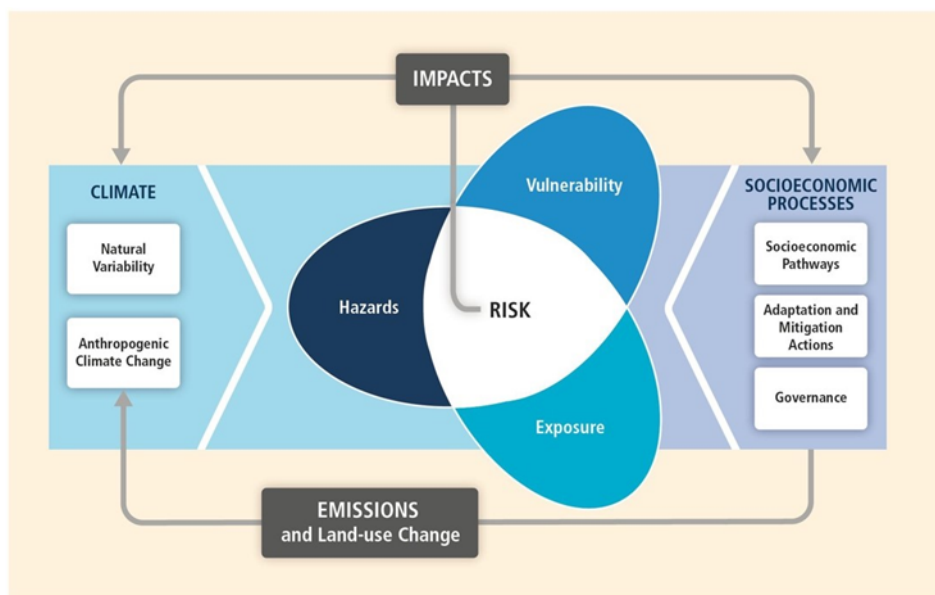 IMPACTS
CLIMATE
Natural
Variability
Anthropogenic
Climate Change
Vulnerability
Hazards
RISK
Exposure
SOCIOECONOMIC
PROCESSES
Socioeconomic
Pathways
Adaptation and
Mitigation
Actions
Governance
EMISSIONS
and Land-use Change